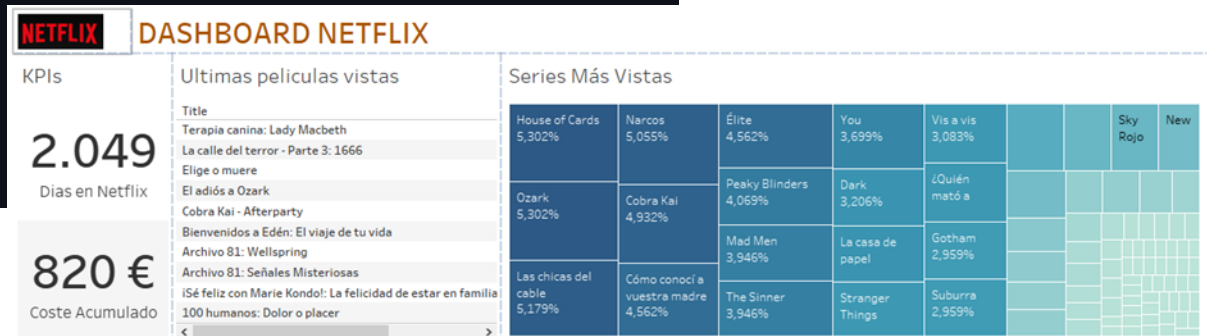 NETFLIX
DASHBOARD NETFLIX
KPIs
2.049
Dias en Netflix
820 €
Coste Acumulado
Ultimas peliculas vistas
Title
Terapia canina: Lady Macbeth
La calle del terror - Parte 3: 1666
Elige o muere
El adiós a Ozark
Cobra Kai - Afterparty
Bienvenidos a Edén: El viaje de tu vida
Archivo 81: Wellspring
Archivo 81: Señales Misteriosas
¡Sé feliz con Marie Kondo!: La felicidad de estar en familia
100 humanos: Dolor o placer
Series Más Vistas
House of Cards
5,302%
Ozark
5,302%
Las chicas del
cable
5,179%
Narcos
5,055%
Cobra Kai
4,932%
Cómo conocí a
vuestra madre
4,562%
Élite
4,562%
Peaky Blinders
4,069%
Mad Men
3,946%
The Sinner
3,946%
You
3,699%
Dark
3,206%
La casa de
papel
Stranger
Things
Vis a vis
3,083%
¿Quién
mató a
Gotham
2,959%
Suburra
2,959%
Sky
Rojo
New